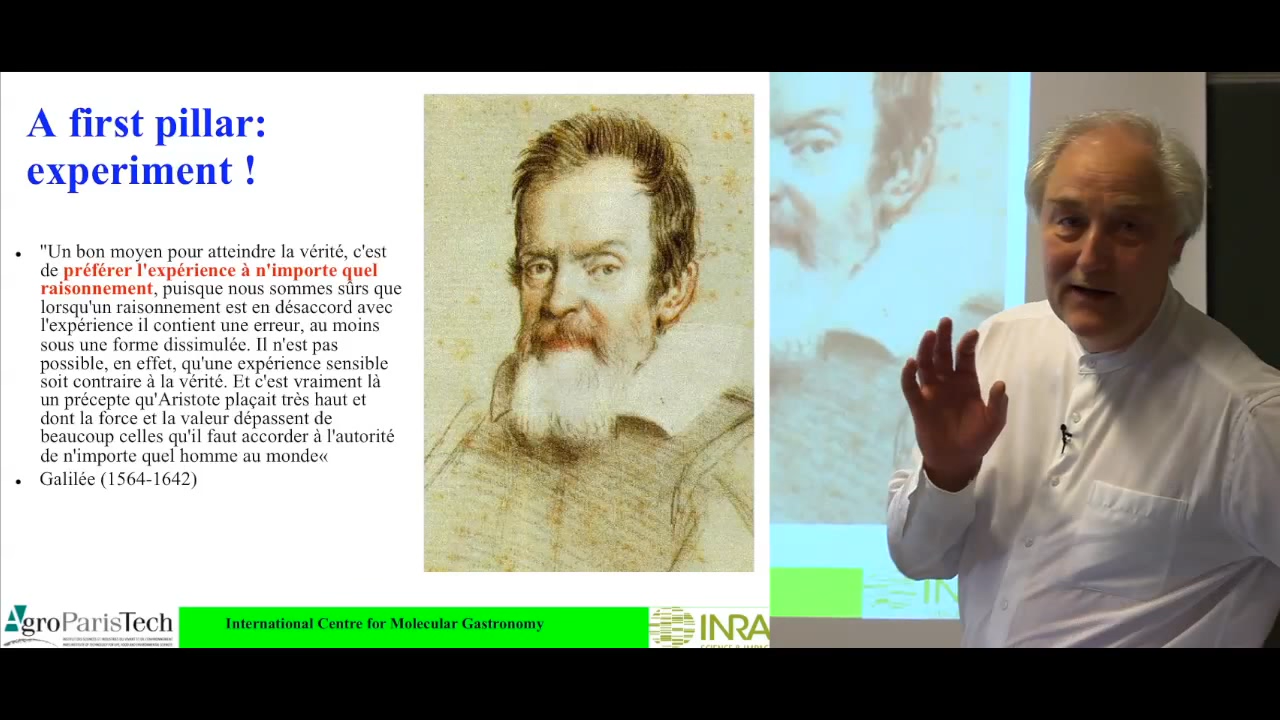 A first pillar:
experiment !
"Un bon moyen pour atteindre la vérité, c'est
de préférer l'expérience à n'importe quel
raisonnement, puisque nous sommes sûrs que
lorsqu'un raisonnement est en désaccord avec
l'expérience il contient une erreur, au moins
sous une forme dissimulée. Il n'est pas
possible, en effet, qu'une expérience sensible
soit contraire à la vérité. Et c'est vraiment là
un précepte qu'Aristote plaçait très haut et
dont la force et la valeur dépassent de
beaucoup celles qu'il faut accorder à l'autorité
de n'importe quel homme au monde«
Galilée (1564-1642)
AgroParisTech
International Centre for Molecular Gastronomy
INRA
SCIENCE & IMPAC
IN